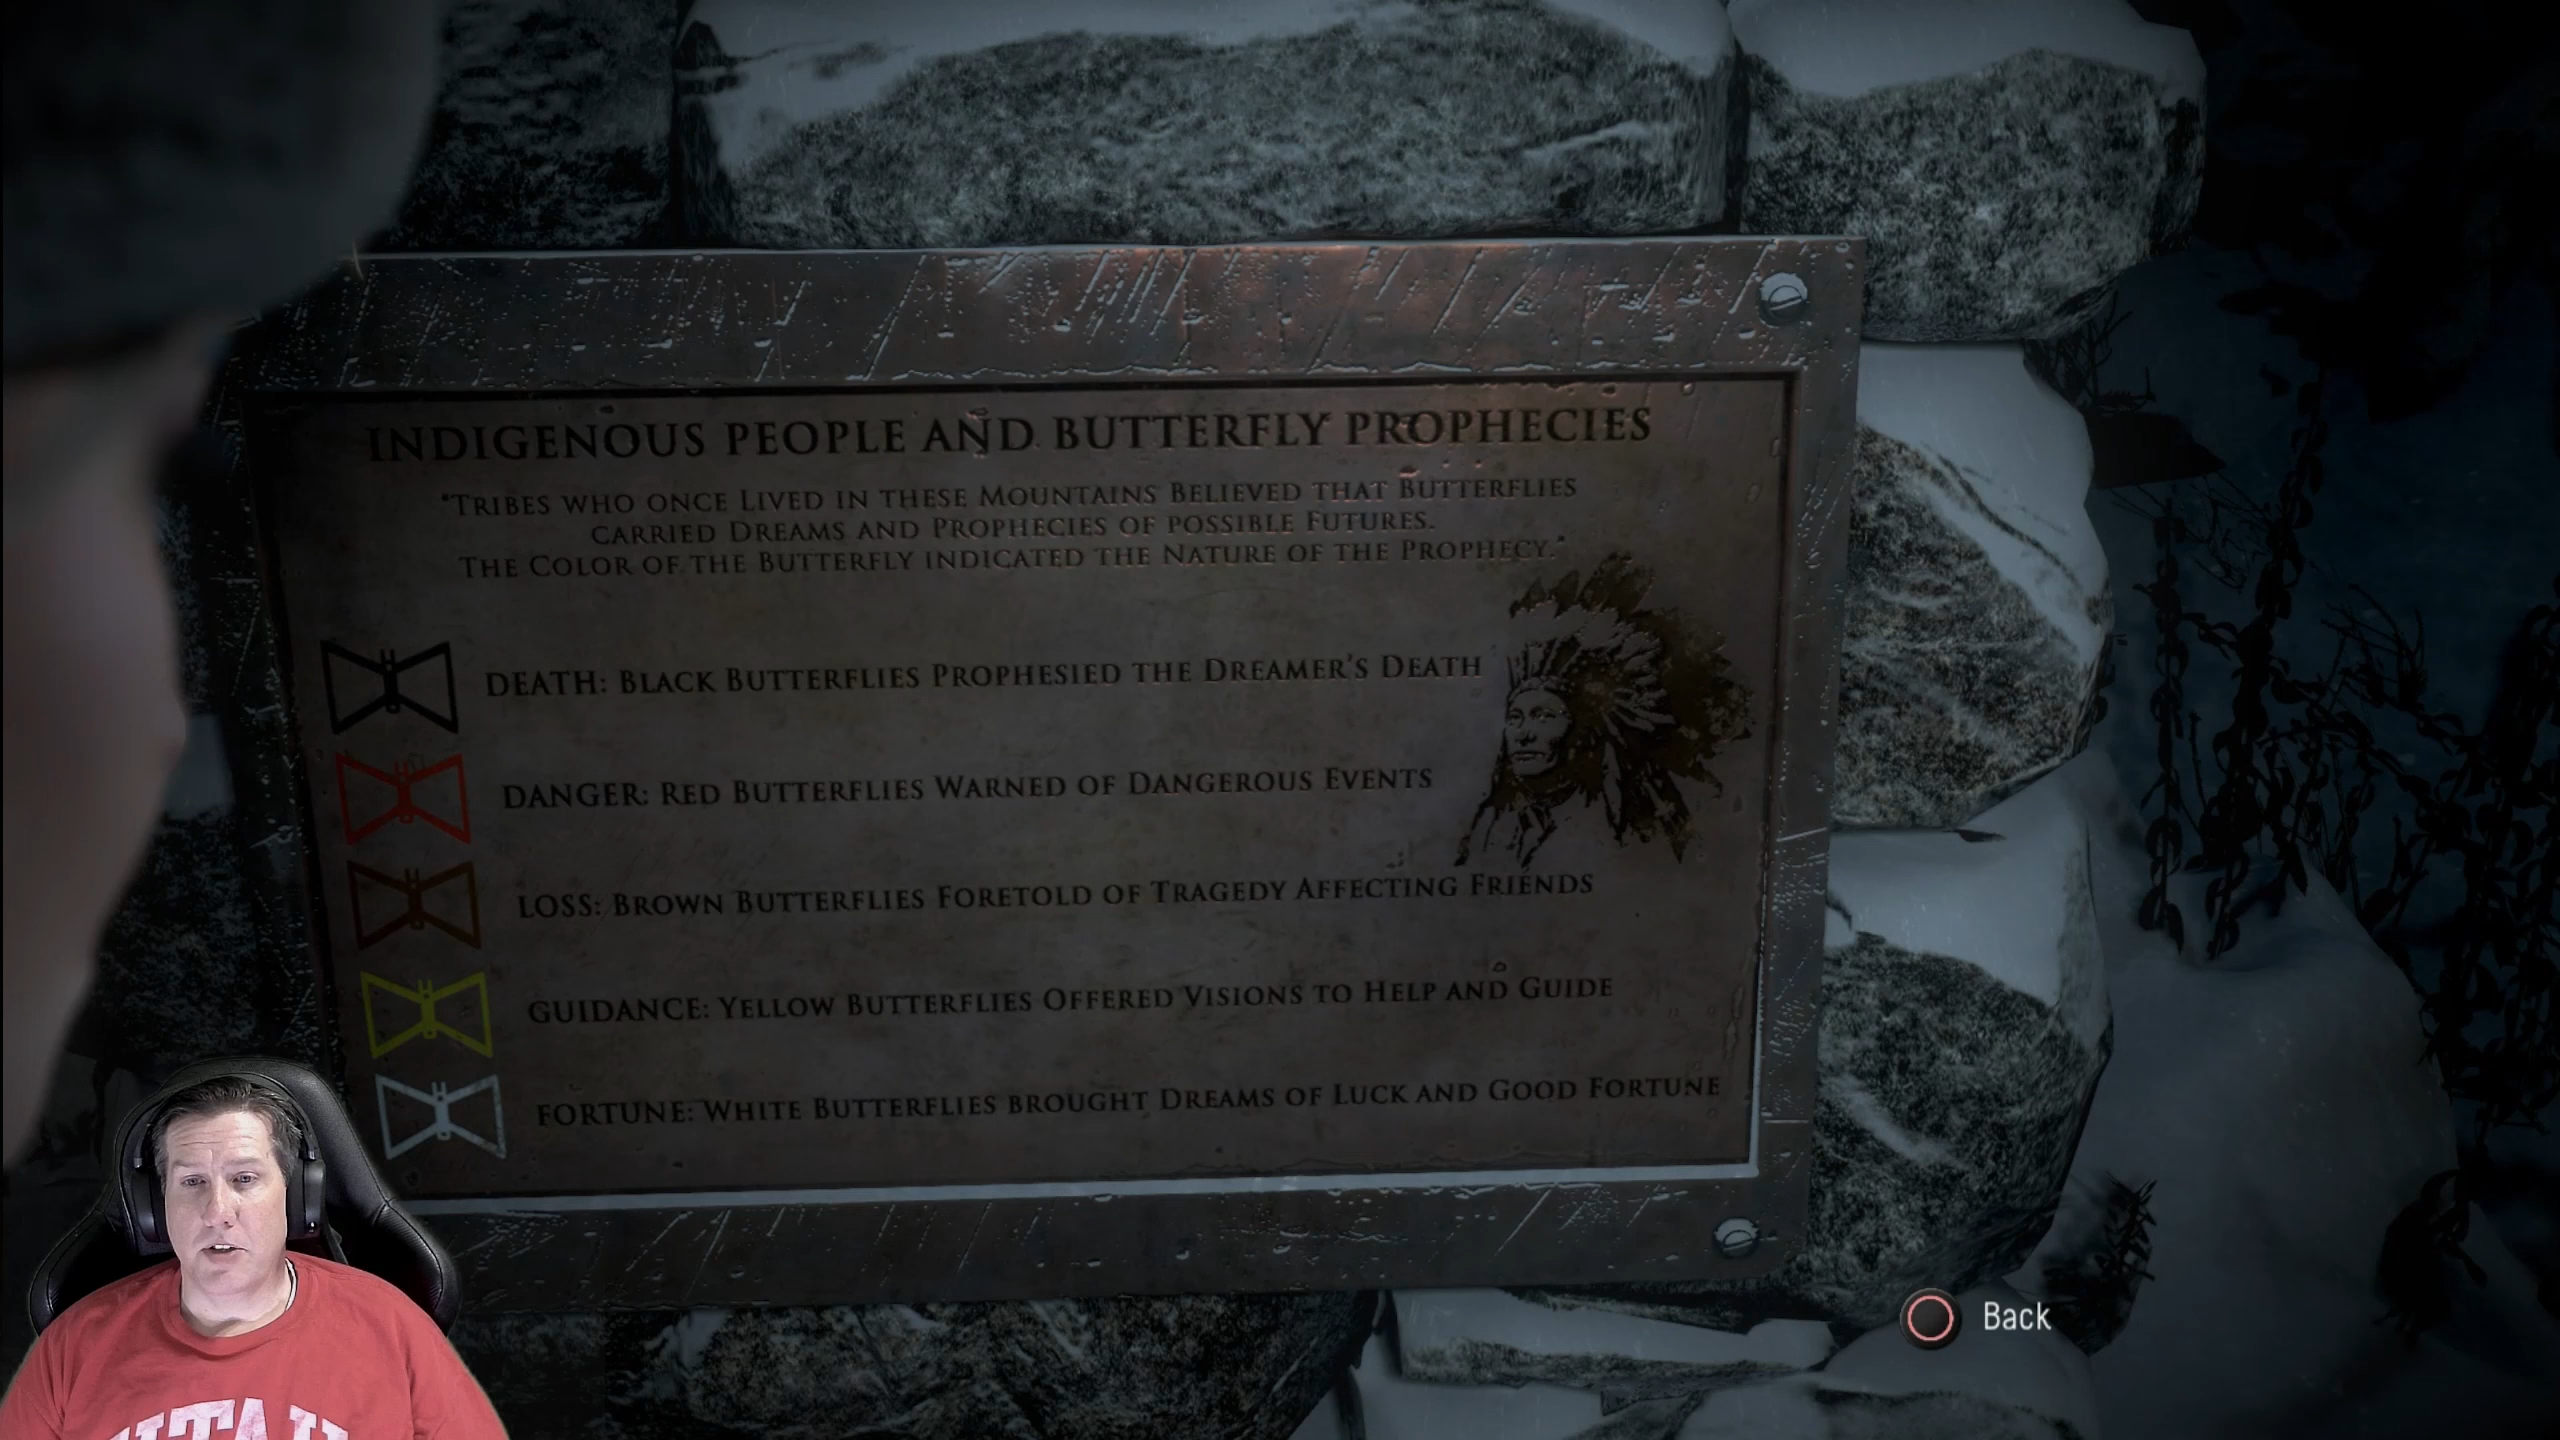 INDIGENOUS PEOPLE AND BUTTERFLY PROPHECIES
"TRIBES WHO ONCE LIVED IN THESE MOUNTAINS BELIEVED THAT BUTTERFLIES
CARRIED DREAMS AND PROPHECIES OF POSSIBLE FUTURES.
THE COLOR OF THE BUTTERFLY INDICATED THE NATURE OF THE PROPHECY."
DEATH: BLACK BUTTERFLIES PROPHESIED THE DREAMER'S DEATH
DANGER: RED BUTTERFLIES WARNED OF DANGEROUS EVENTS
LOSS: BROWN BUTTERFLIES FORETOLD OF TRAGEDY AFFECTING FRIENDS
GUIDANCE: YELLOW BUTTERFLIES OFFERED VISIONS TO HELP AND GUIDE
FORTUNE: WHITE BUTTERFLIES BROUGHT DREAMS OF LUCK AND GOOD FORTUNE
Back
UTAH